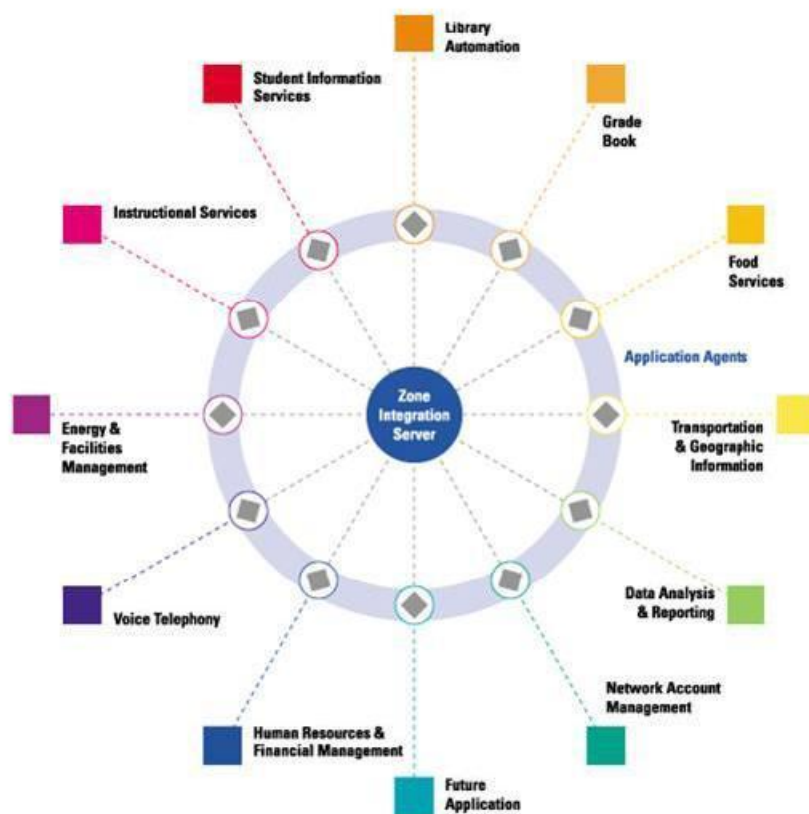 Library
Automation
Student Information
Services
Grade
Book
Instructional Services
Food
Services
Application Agents
Zone
Integration
Server
Energy &
Facilities
Management
Transportation
& Geographic
Information
Data Analysis
& Reporting
Voice Telephony
Network Account
Management
Human Resources &
Financial Management
Future
Application